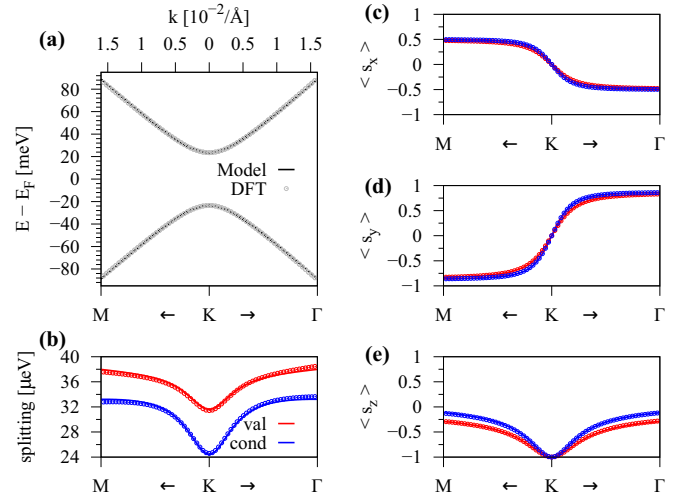 k [10⁻²/Å]
(a)
1.5 1 0.5 0 0.5 1 1.5
80
60
40
20
0
−20
−40
−60
−80
E − E_F [meV]
Model
DFT
M ← K → Γ
(b)
40
36
32
28
24
splitting [μeV]
val
cond
M ← K → Γ
(c)
1
0.5
0
−0.5
−1
< s_x >
M ← K → Γ
(d)
1
0.5
0
−0.5
−1
< s_y >
M ← K → Γ
(e)
1
0.5
0
−0.5
−1
< s_z >
M ← K → Γ